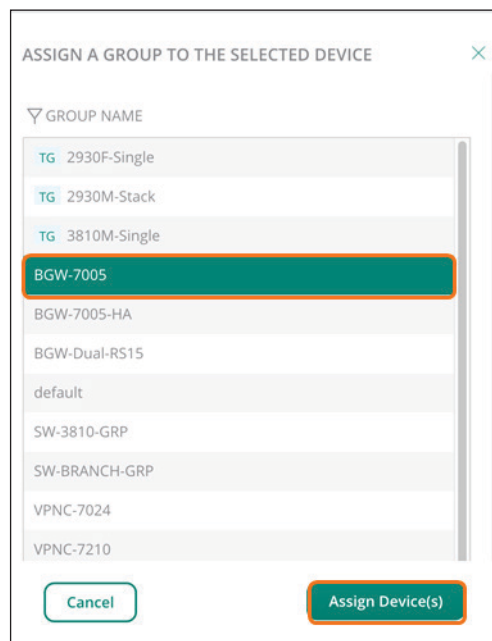 ASSIGN A GROUP TO THE SELECTED DEVICE
GROUP NAME
TG 2930F-Single
TG 2930M-Stack
TG 3810M-Single
BGW-7005
BGW-7005-HA
BGW-Dual-RS15
default
SW-3810-GRP
SW-BRANCH-GRP
VPNC-7024
VPNC-7210
Cancel Assign Device(s)